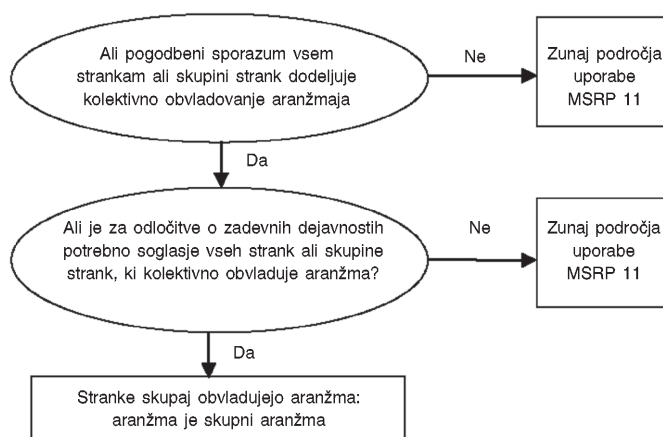 Ali pogodbeni sporazum vsem
strankam ali skupini strank dodeljuje
kolektivno obvladovanje aranžmaja
Ne
Zunaj področja
uporabe
MSRP 11
Da
Ali je za odločitve o zadevnih dejavnostih
potrebno soglasje vseh strank ali skupine
strank, ki kolektivno obvladuje aranžma?
Ne
Zunaj področja
uporabe
MSRP 11
Da
Stranke skupaj obvladujejo aranžma:
aranžma je skupni aranžma